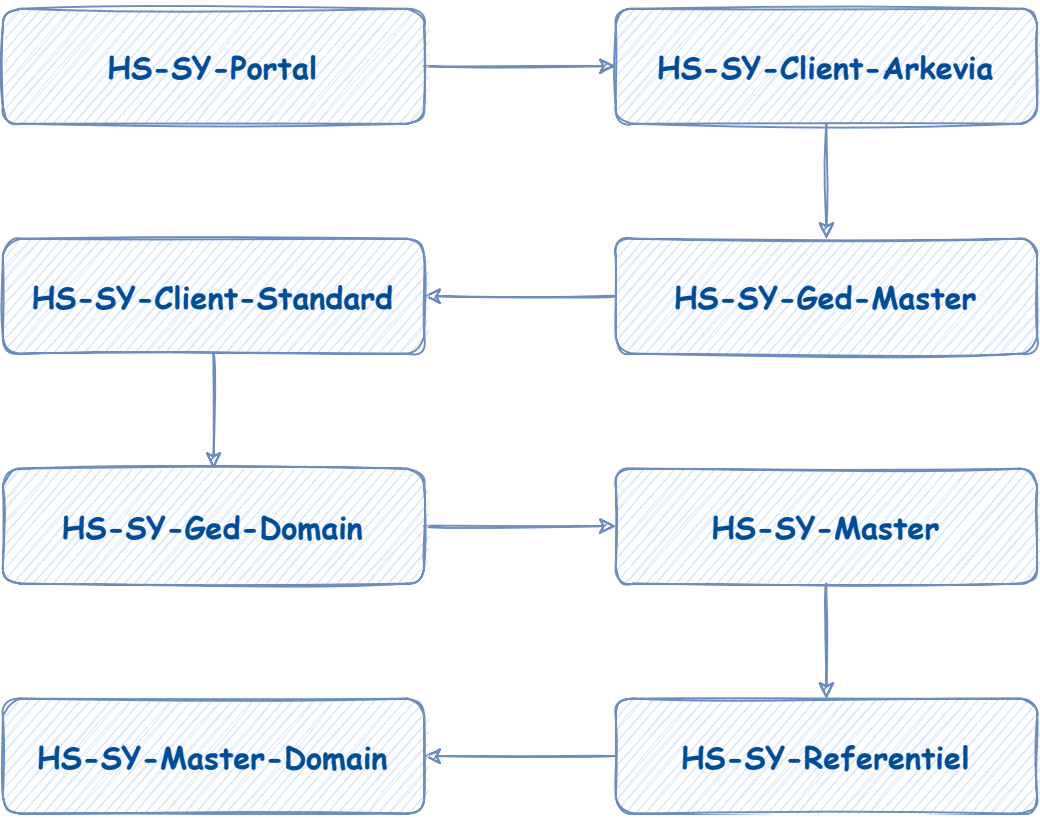 HS-SY-Portal
HS-SY-Client-Arkevia
HS-SY-Client-Standard
HS-SY-Ged-Master
HS-SY-Ged-Domain
HS-SY-Master
HS-SY-Master-Domain
HS-SY-Referentiel